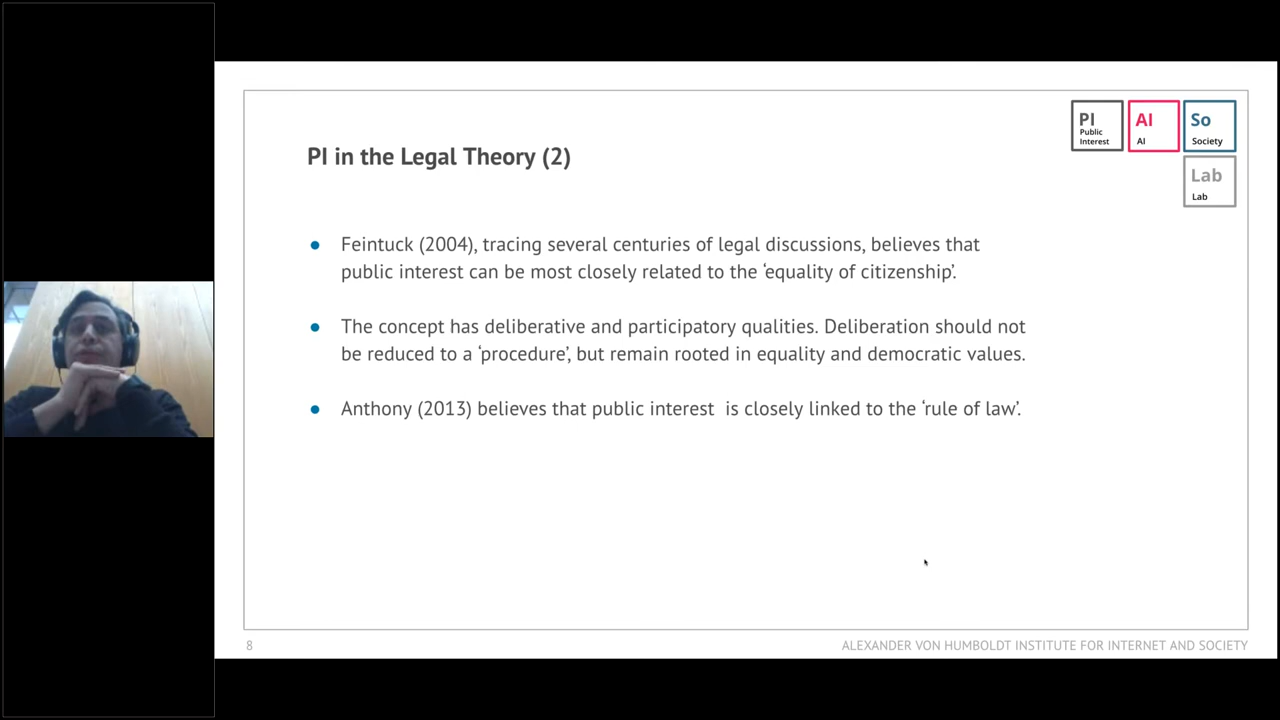 PI
Public
Interest
AI
AI
So
Society
Lab
Lab
PI in the Legal Theory (2)
● Feintuck (2004), tracing several centuries of legal discussions, believes that
public interest can be most closely related to the ‘equality of citizenship’.
● The concept has deliberative and participatory qualities. Deliberation should not
be reduced to a ‘procedure’, but remain rooted in equality and democratic values.
● Anthony (2013) believes that public interest  is closely linked to the ‘rule of law’.
8
ALEXANDER VON HUMBOLDT INSTITUTE FOR INTERNET AND SOCIETY